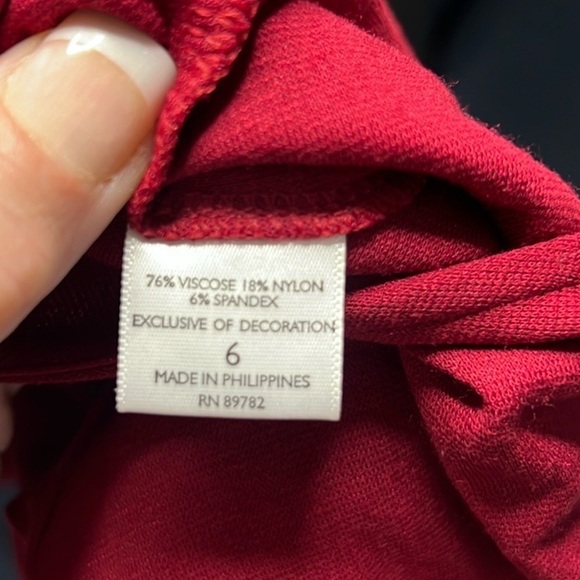 76% VISCOSE 18% NYLON
6% SPANDEX
EXCLUSIVE OF DECORATION
6
MADE IN PHILIPPINES
RN 89782